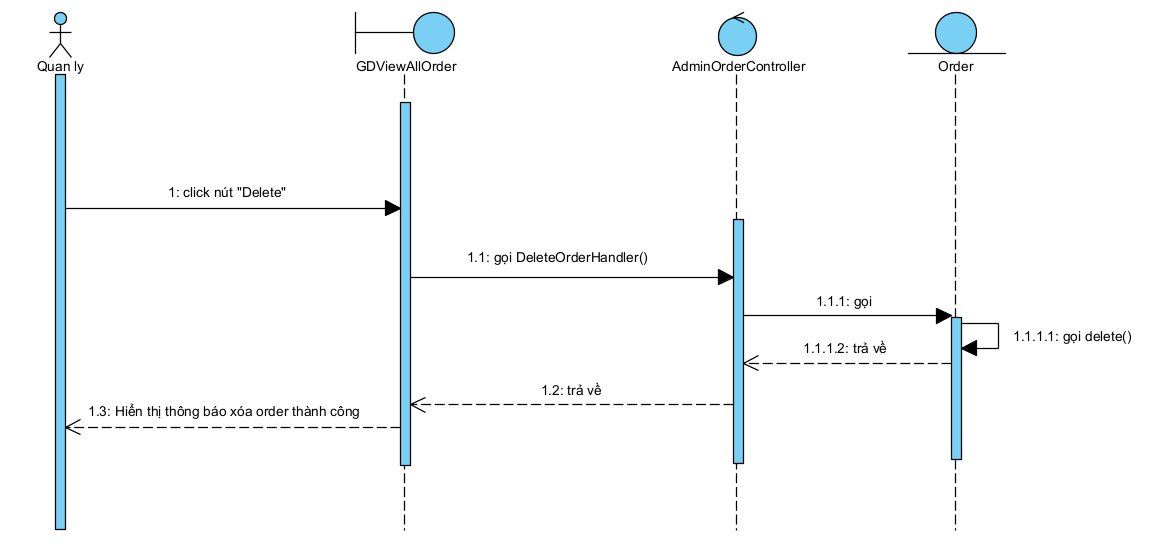 Quan ly
GDViewAllOrder
AdminOrderController
Order
1: click nút "Delete"
1.1: gọi DeleteOrderHandler()
1.1.1: gọi
1.1.1.1: gọi delete()
1.1.1.2: trả về
1.2: trả về
1.3: Hiển thị thông báo xóa order thành công